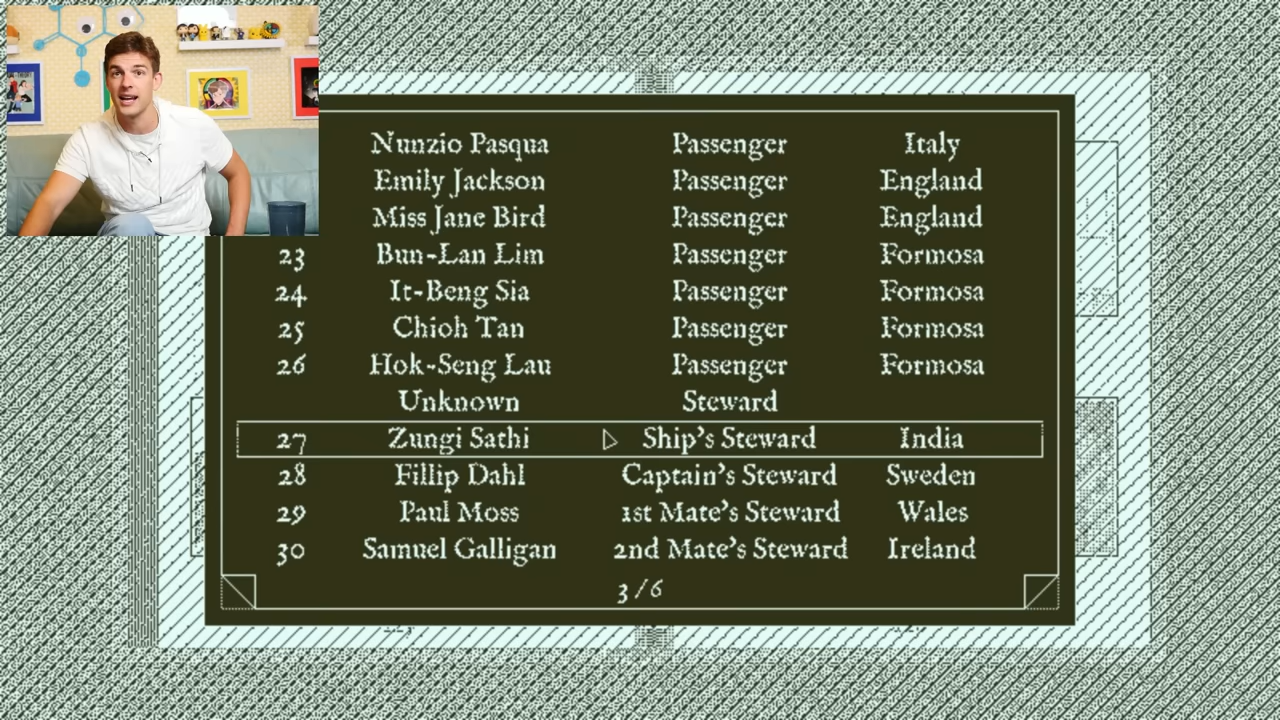 Nunzio Pasqua Passenger Italy
Emily Jackson Passenger England
Miss Jane Bird Passenger England
23 Bun-Lan Lim Passenger Formosa
24 It-Beng Sia Passenger Formosa
25 Chioh Tan Passenger Formosa
26 Hok-Seng Lau Passenger Formosa
Unknown Steward
27 Zungi Sathi Ship's Steward India
28 Fillip Dahl Captain's Steward Sweden
29 Paul Moss 1st Mate's Steward Wales
30 Samuel Galligan 2nd Mate's Steward Ireland
3/6